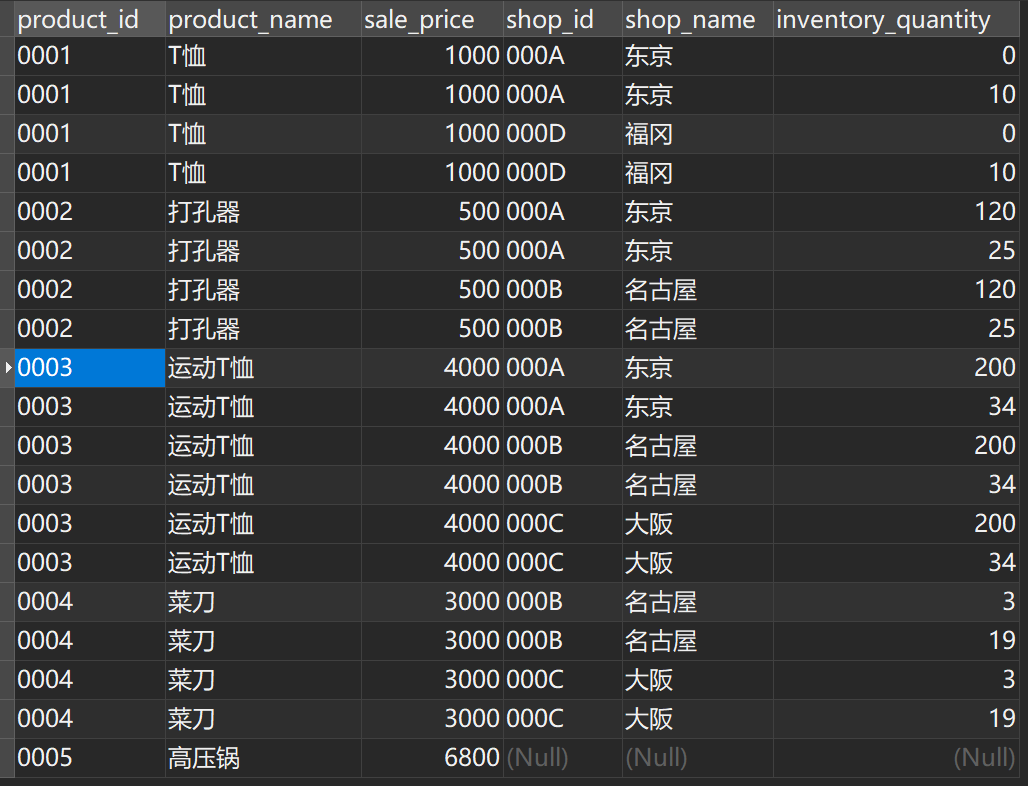 product_id product_name sale_price shop_id shop_name inventory_quantity
0001 T恤 1000 000A 东京 0
0001 T恤 1000 000A 东京 10
0001 T恤 1000 000D 福冈 0
0001 T恤 1000 000D 福冈 10
0002 打孔器 500 000A 东京 120
0002 打孔器 500 000A 东京 25
0002 打孔器 500 000B 名古屋 120
0002 打孔器 500 000B 名古屋 25
0003 运动T恤 4000 000A 东京 200
0003 运动T恤 4000 000A 东京 34
0003 运动T恤 4000 000B 名古屋 200
0003 运动T恤 4000 000B 名古屋 34
0003 运动T恤 4000 000C 大阪 200
0003 运动T恤 4000 000C 大阪 34
0004 菜刀 3000 000B 名古屋 3
0004 菜刀 3000 000B 名古屋 19
0004 菜刀 3000 000C 大阪 3
0004 菜刀 3000 000C 大阪 19
0005 高压锅 6800 (Null) (Null) (Null)